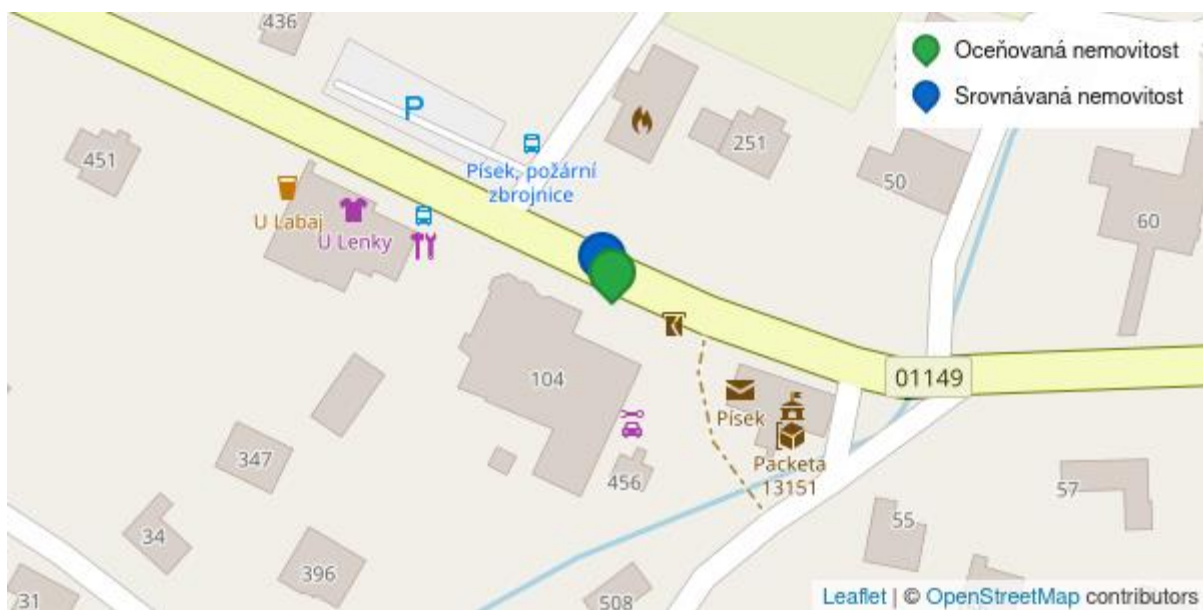 436
Oceňovaná nemovitost
Srovnávaná nemovitost
P
451
251
Písek, požární
zbrojnice
50
U Labaj
U Lenky
60
104
01149
Písek
347
456
Packeta
13151
57
34
55
396
31
508
Leaflet | © OpenStreetMap contributors